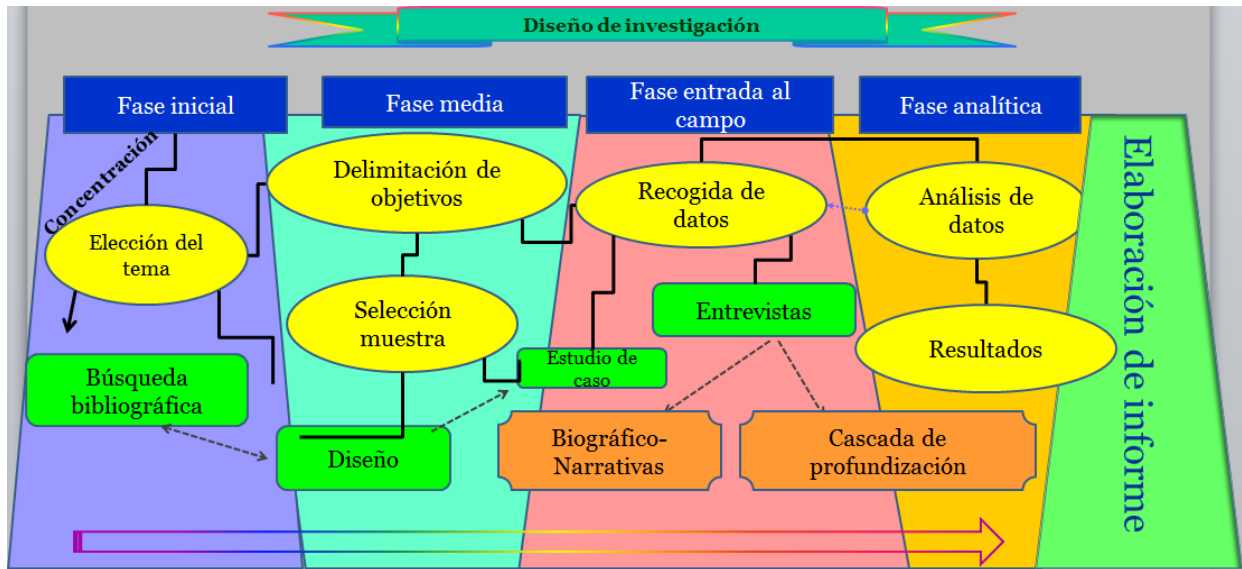 Diseño de investigación
Fase inicial
Fase media
Fase entrada al
campo
Fase analítica
Concentración
Elección del
tema
Búsqueda
bibliográfica
Delimitación de
objetivos
Selección
muestra
Diseño
Recogida de
datos
Entrevistas
Estudio de
caso
Biográfico-
Narrativas
Cascada de
profundización
Análisis de
datos
Resultados
Elaboración de informe